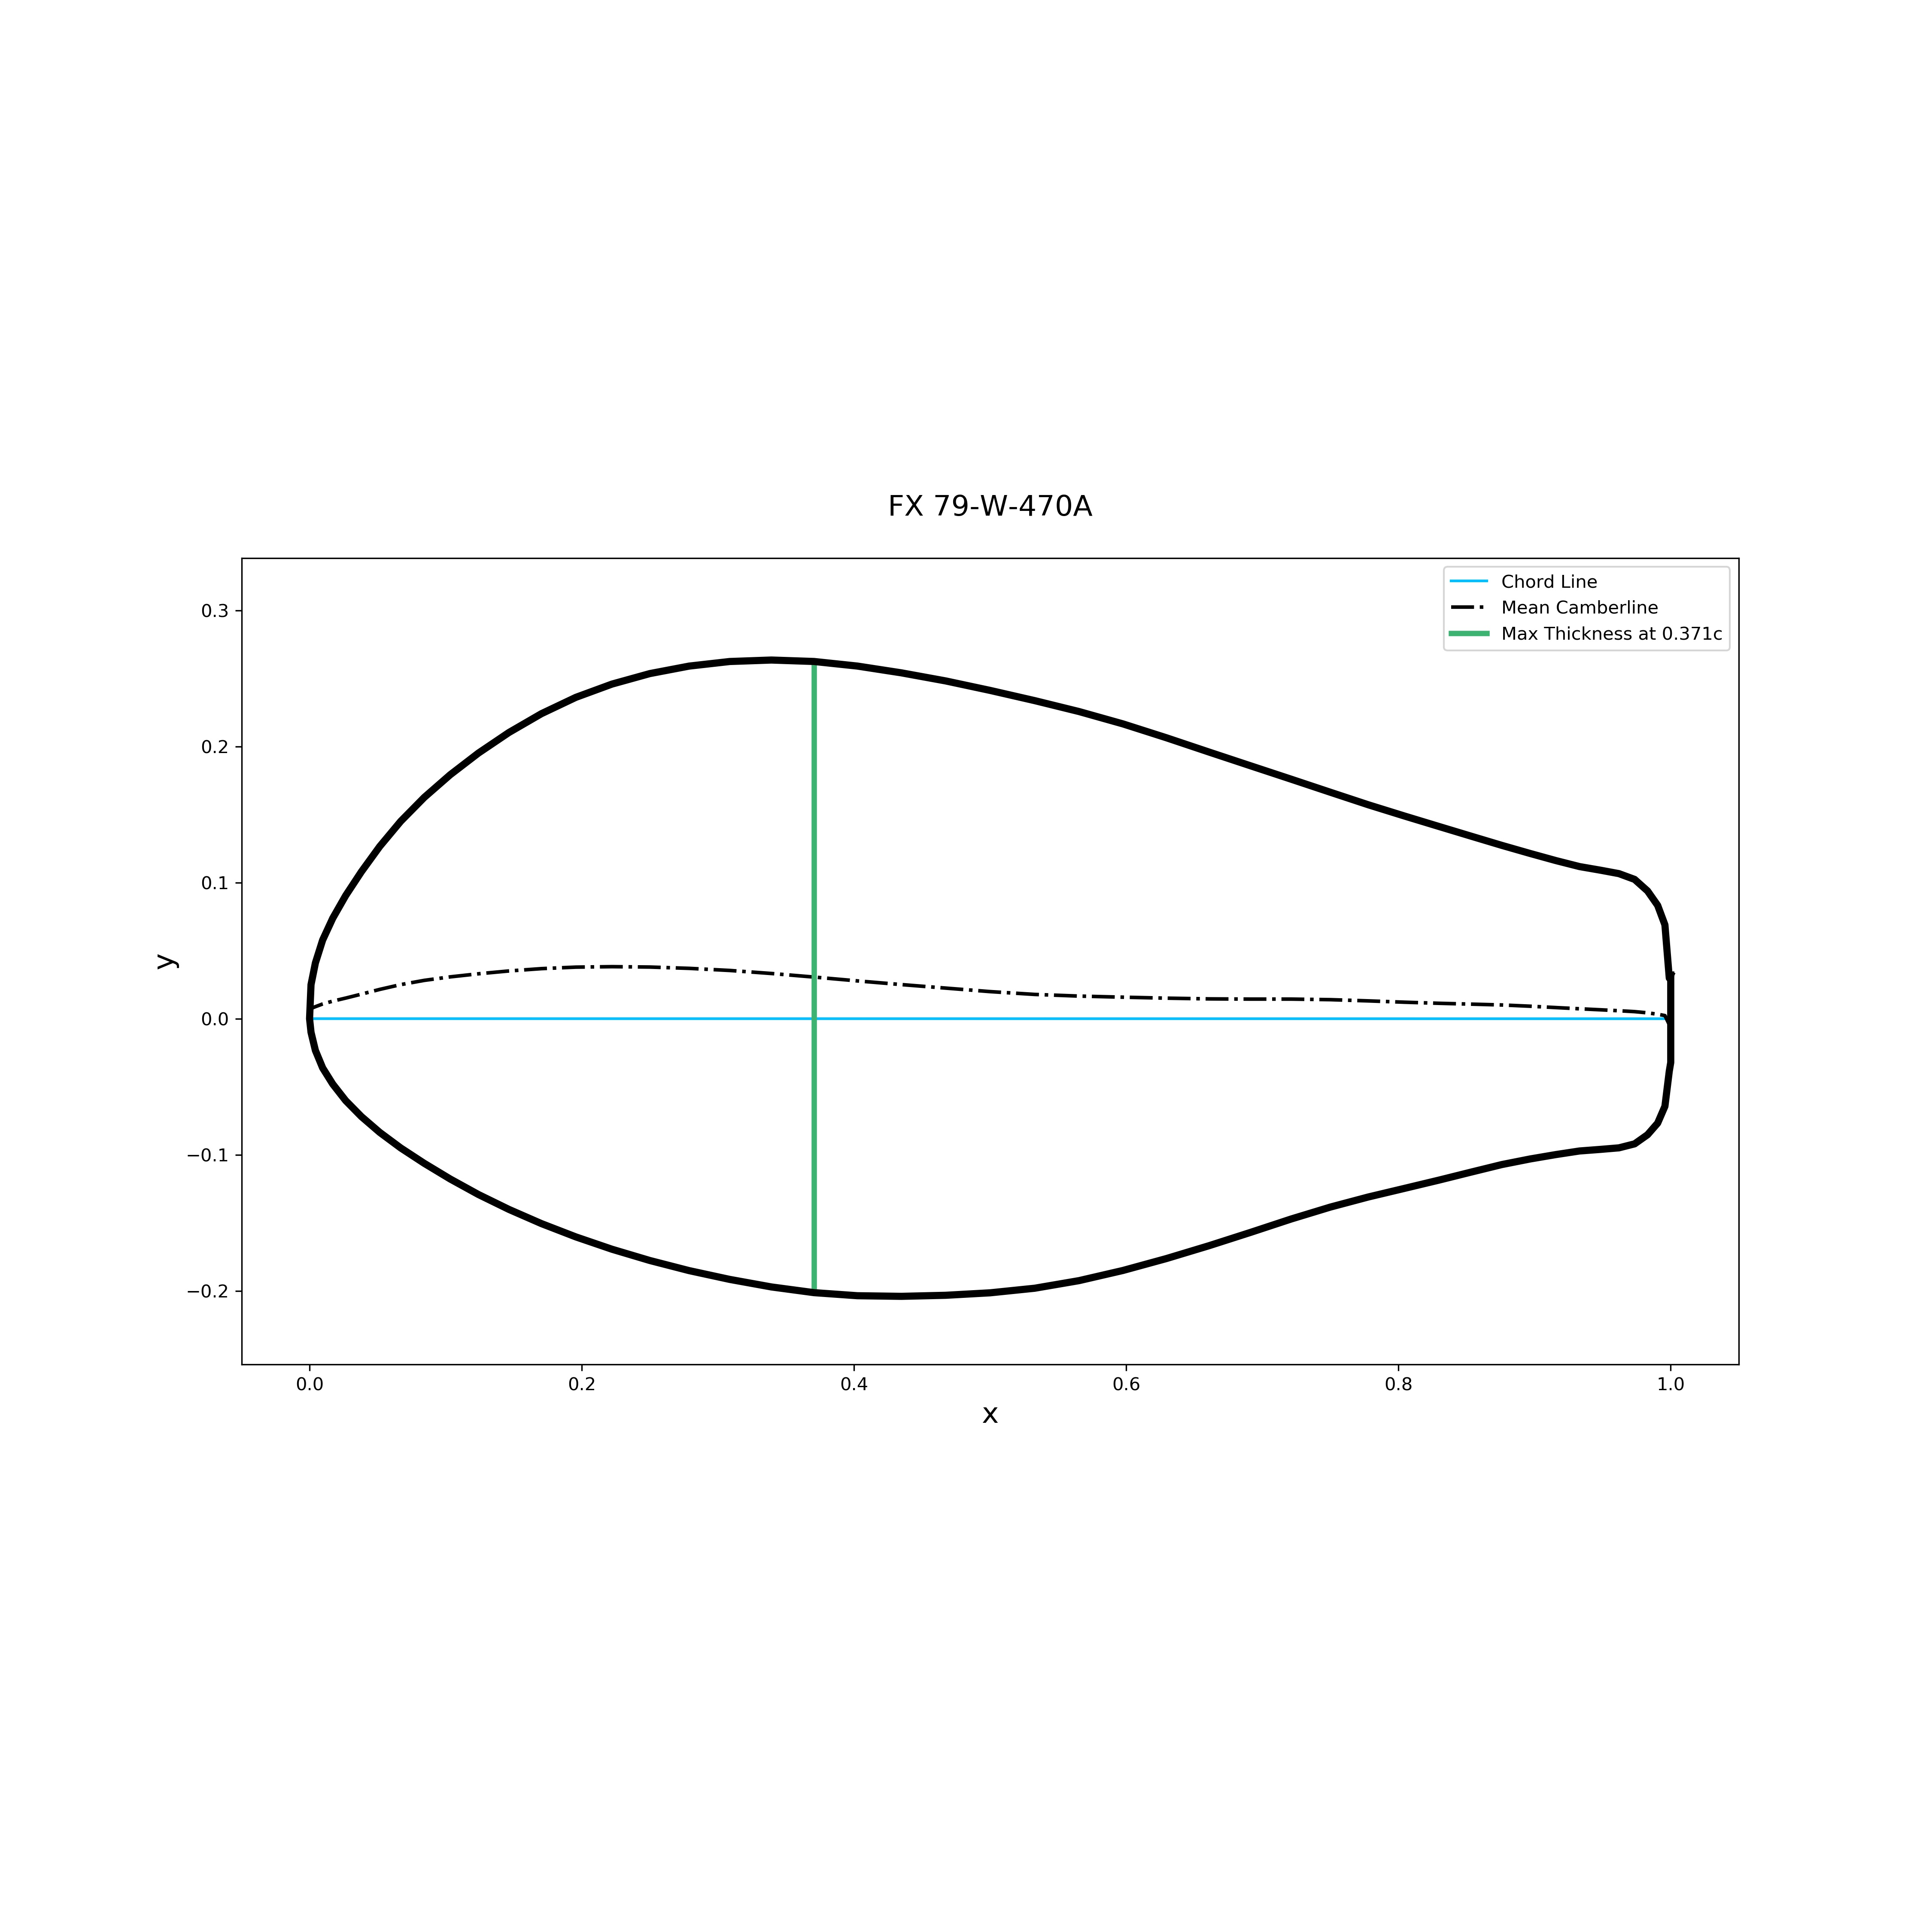 FX 79-W-470A
Chord Line
Mean Camberline
Max Thickness at 0.371c
0.3
0.2
0.1
0.0
−0.1
−0.2
y
0.0 0.2 0.4 0.6 0.8 1.0
x